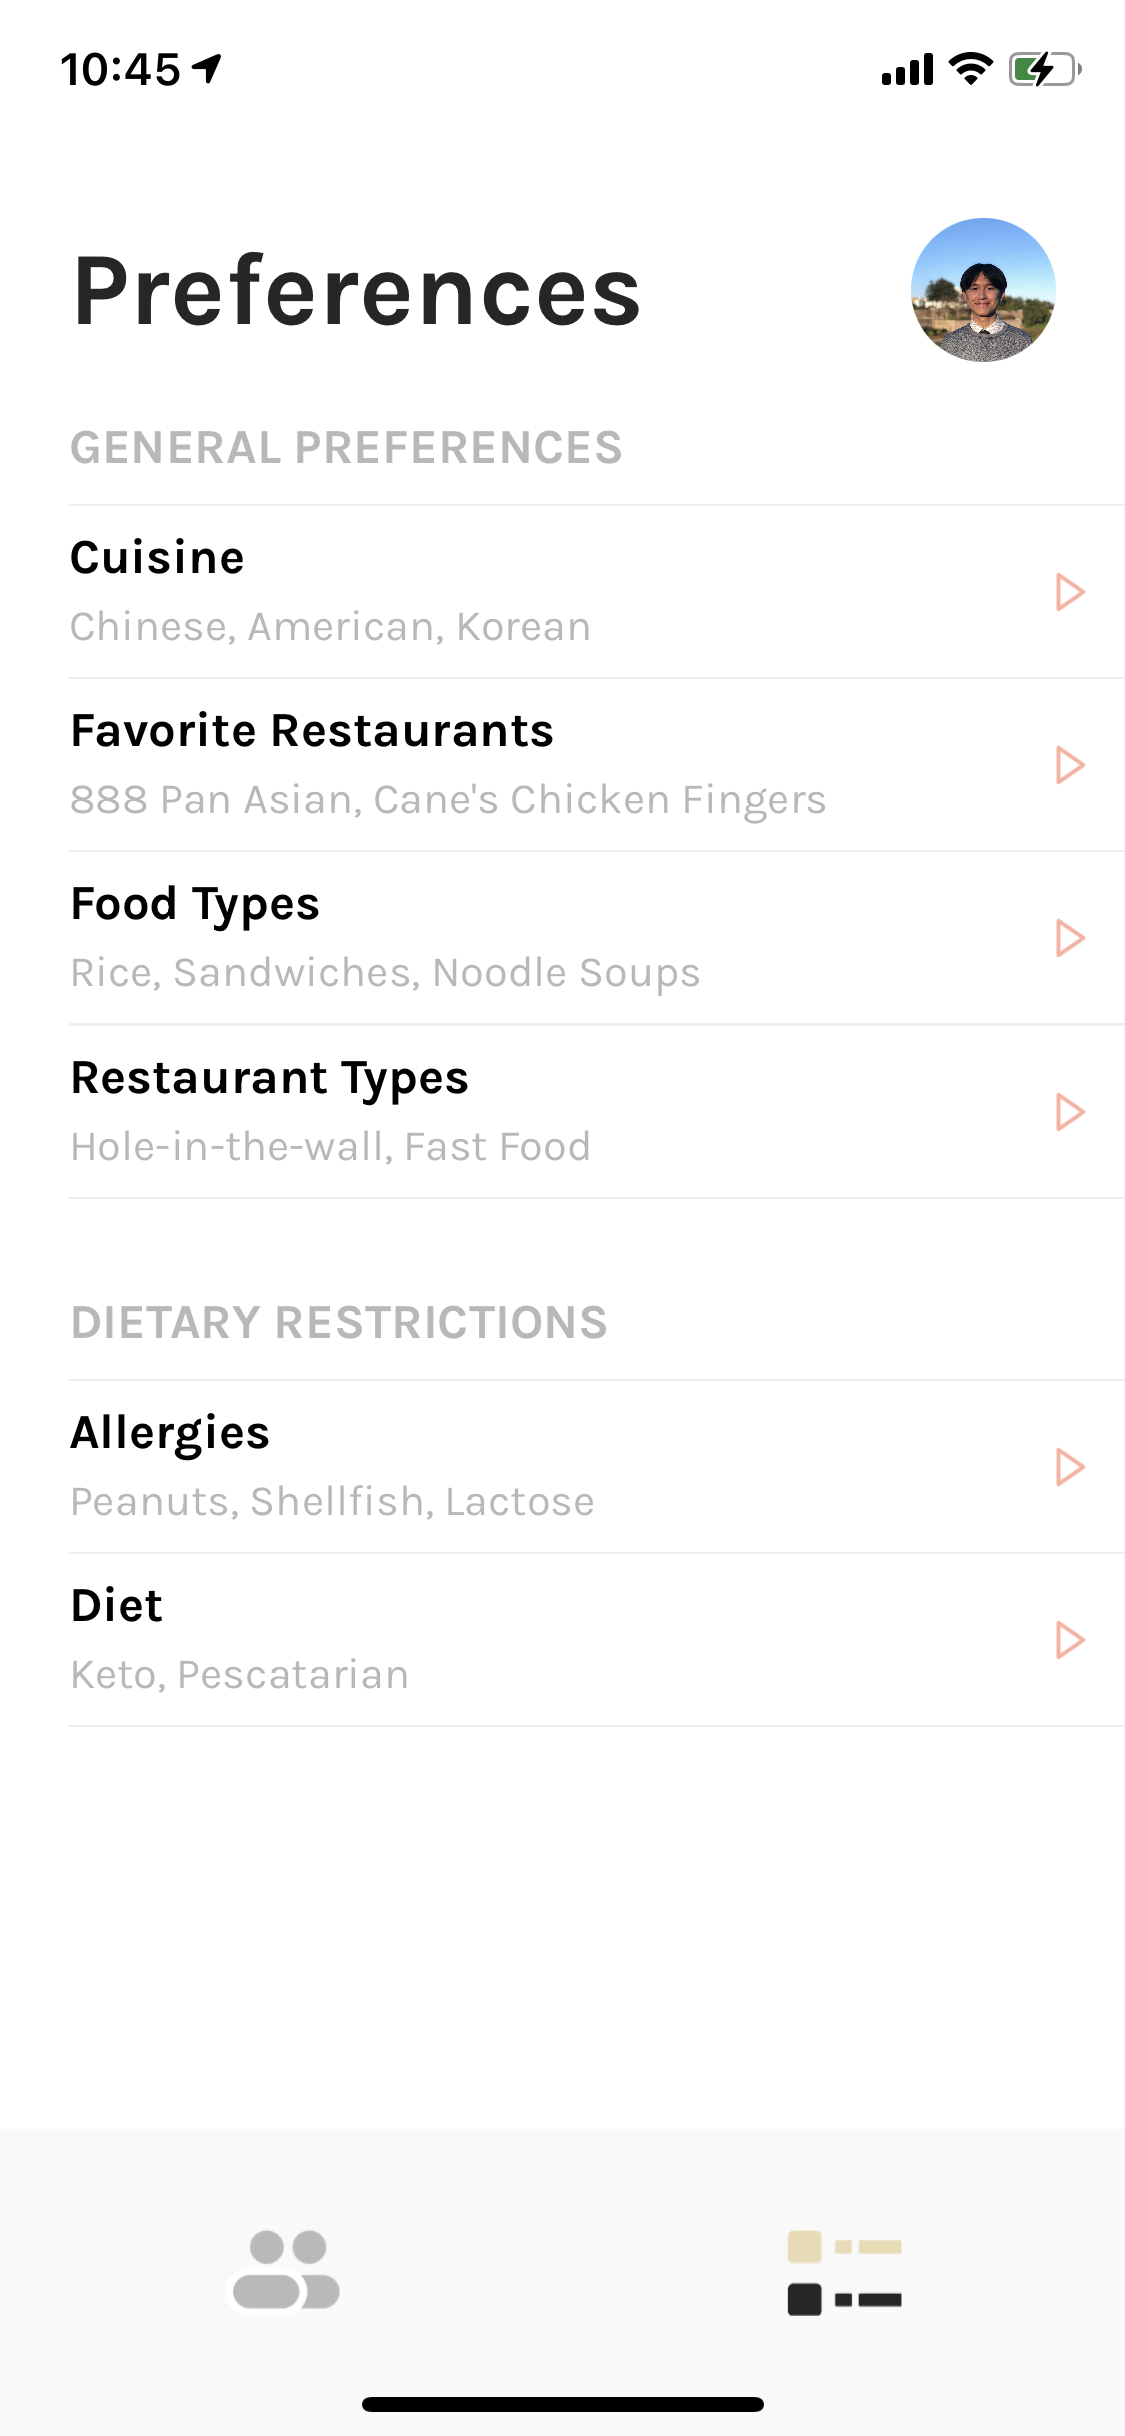 10:45
Preferences
GENERAL PREFERENCES
Cuisine
Chinese, American, Korean
Favorite Restaurants
888 Pan Asian, Cane's Chicken Fingers
Food Types
Rice, Sandwiches, Noodle Soups
Restaurant Types
Hole-in-the-wall, Fast Food
DIETARY RESTRICTIONS
Allergies
Peanuts, Shellfish, Lactose
Diet
Keto, Pescatarian